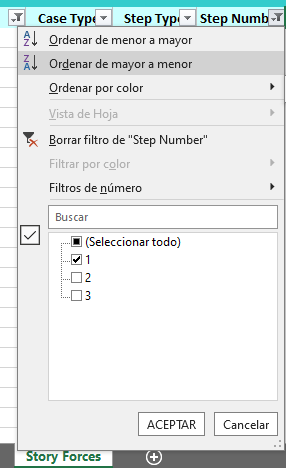 Case Type Step Type Step Numb
Ordenar de menor a mayor
Ordenar de mayor a menor
Ordenar por color
Vista de Hoja
Borrar filtro de "Step Number"
Filtrar por color
Filtros de número
Buscar
(Seleccionar todo)
1
2
3
ACEPTAR Cancelar
Story Forces